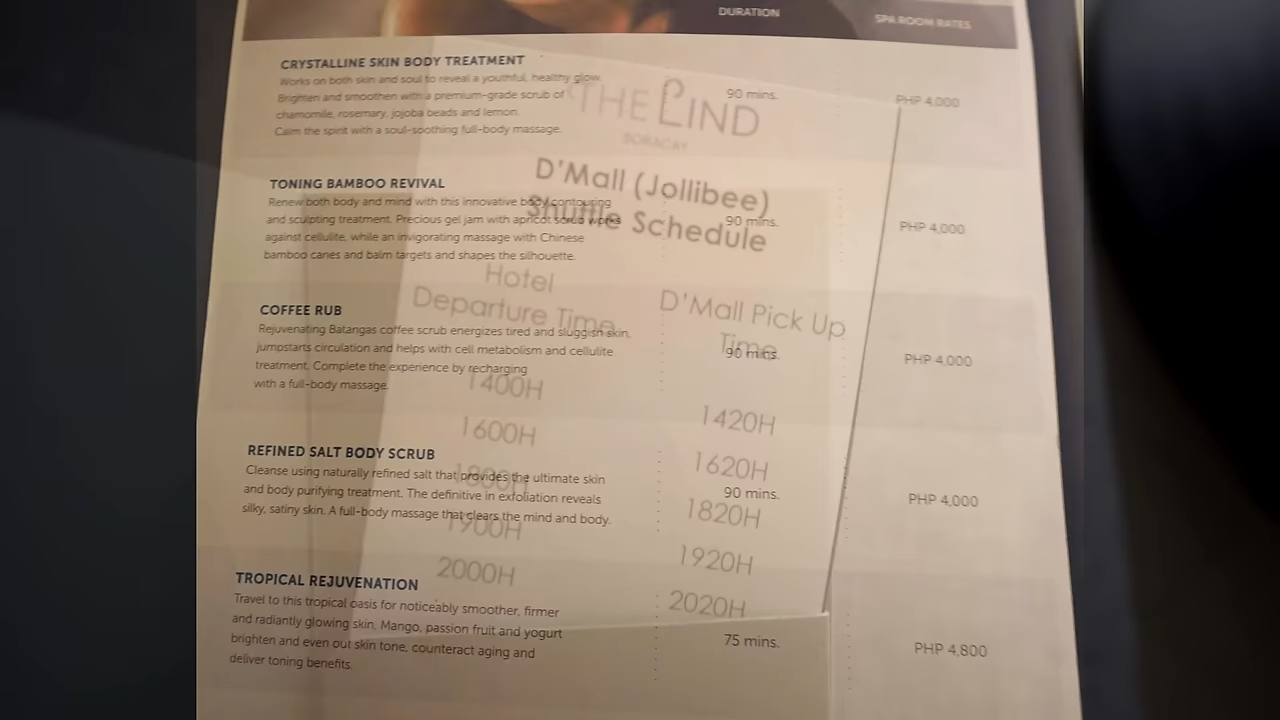 DURATION
SPA ROOM RATES
CRYSTALLINE SKIN BODY TREATMENT
Works on both skin and soul to reveal a youthful, healthy glow.
Brighten and smoothen with a premium-grade scrub of
chamomile, rosemary, jojoba beads and lemon.
Calm the spirit with a soul-soothing full-body massage.
90 mins.
PHP 4,000
TONING BAMBOO REVIVAL
Renew both body and mind with this innovative body contouring
and sculpting treatment. Precious gel jam with apricot scrub works
against cellulite, while an invigorating massage with Chinese
bamboo canes and balm targets and shapes the silhouette.
90 mins.
PHP 4,000
COFFEE RUB
Rejuvenating Batangas coffee scrub energizes tired and sluggish skin,
jumpstarts circulation and helps with cell metabolism and cellulite
treatment. Complete the experience by recharging
with a full-body massage.
90 mins.
PHP 4,000
REFINED SALT BODY SCRUB
Cleanse using naturally refined salt that provides the ultimate skin
and body purifying treatment. The definitive in exfoliation reveals
silky, satiny skin. A full-body massage that clears the mind and body.
90 mins.
PHP 4,000
TROPICAL REJUVENATION
Travel to this tropical oasis for noticeably smoother, firmer
and radiantly glowing skin. Mango, passion fruit and yogurt
brighten and even out skin tone, counteract aging and
deliver toning benefits.
75 mins.
PHP 4,800
THE LIND
BORACAY
D'Mall (Jollibee)
Shuttle Schedule
Hotel
Departure Time
D'Mall Pick Up
Time
1400H
1420H
1600H
1620H
1800H
1820H
1900H
1920H
2000H
2020H